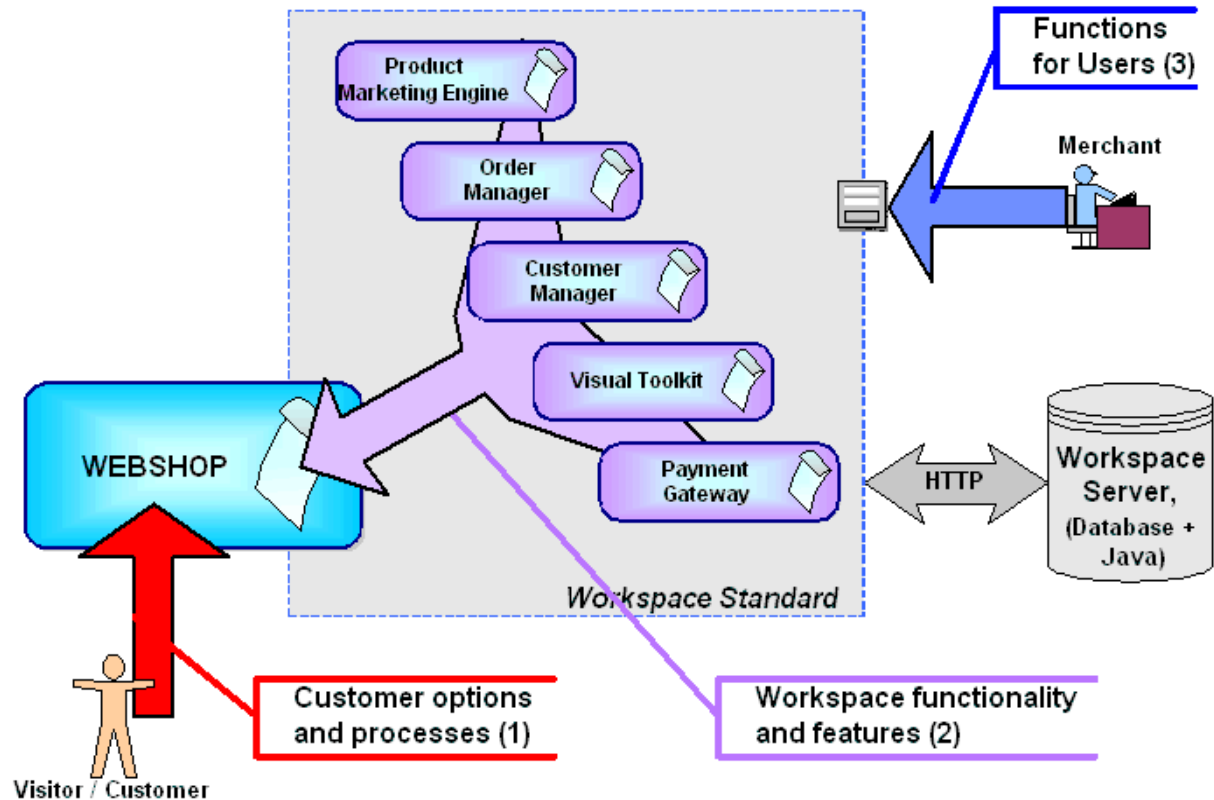 Product
Marketing Engine
Order
Manager
Customer
Manager
Visual Toolkit
Payment
Gateway
Workspace Standard
WEBSHOP
Functions
for Users (3)
Merchant
HTTP
Workspace
Server,
(Database +
Java)
Customer options
and processes (1)
Workspace functionality
and features (2)
Visitor / Customer